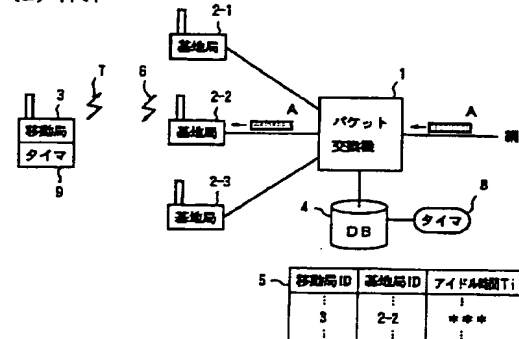 2-1
基地局
T
6
3
移動局
タイマ
9
2-2
基地局
A
1
パケット
交換機
A
網
2-3
基地局
4
DB
8
タイマ
5
移動局ID 基地局ID アイドル時間Ti
3 2-2 ***